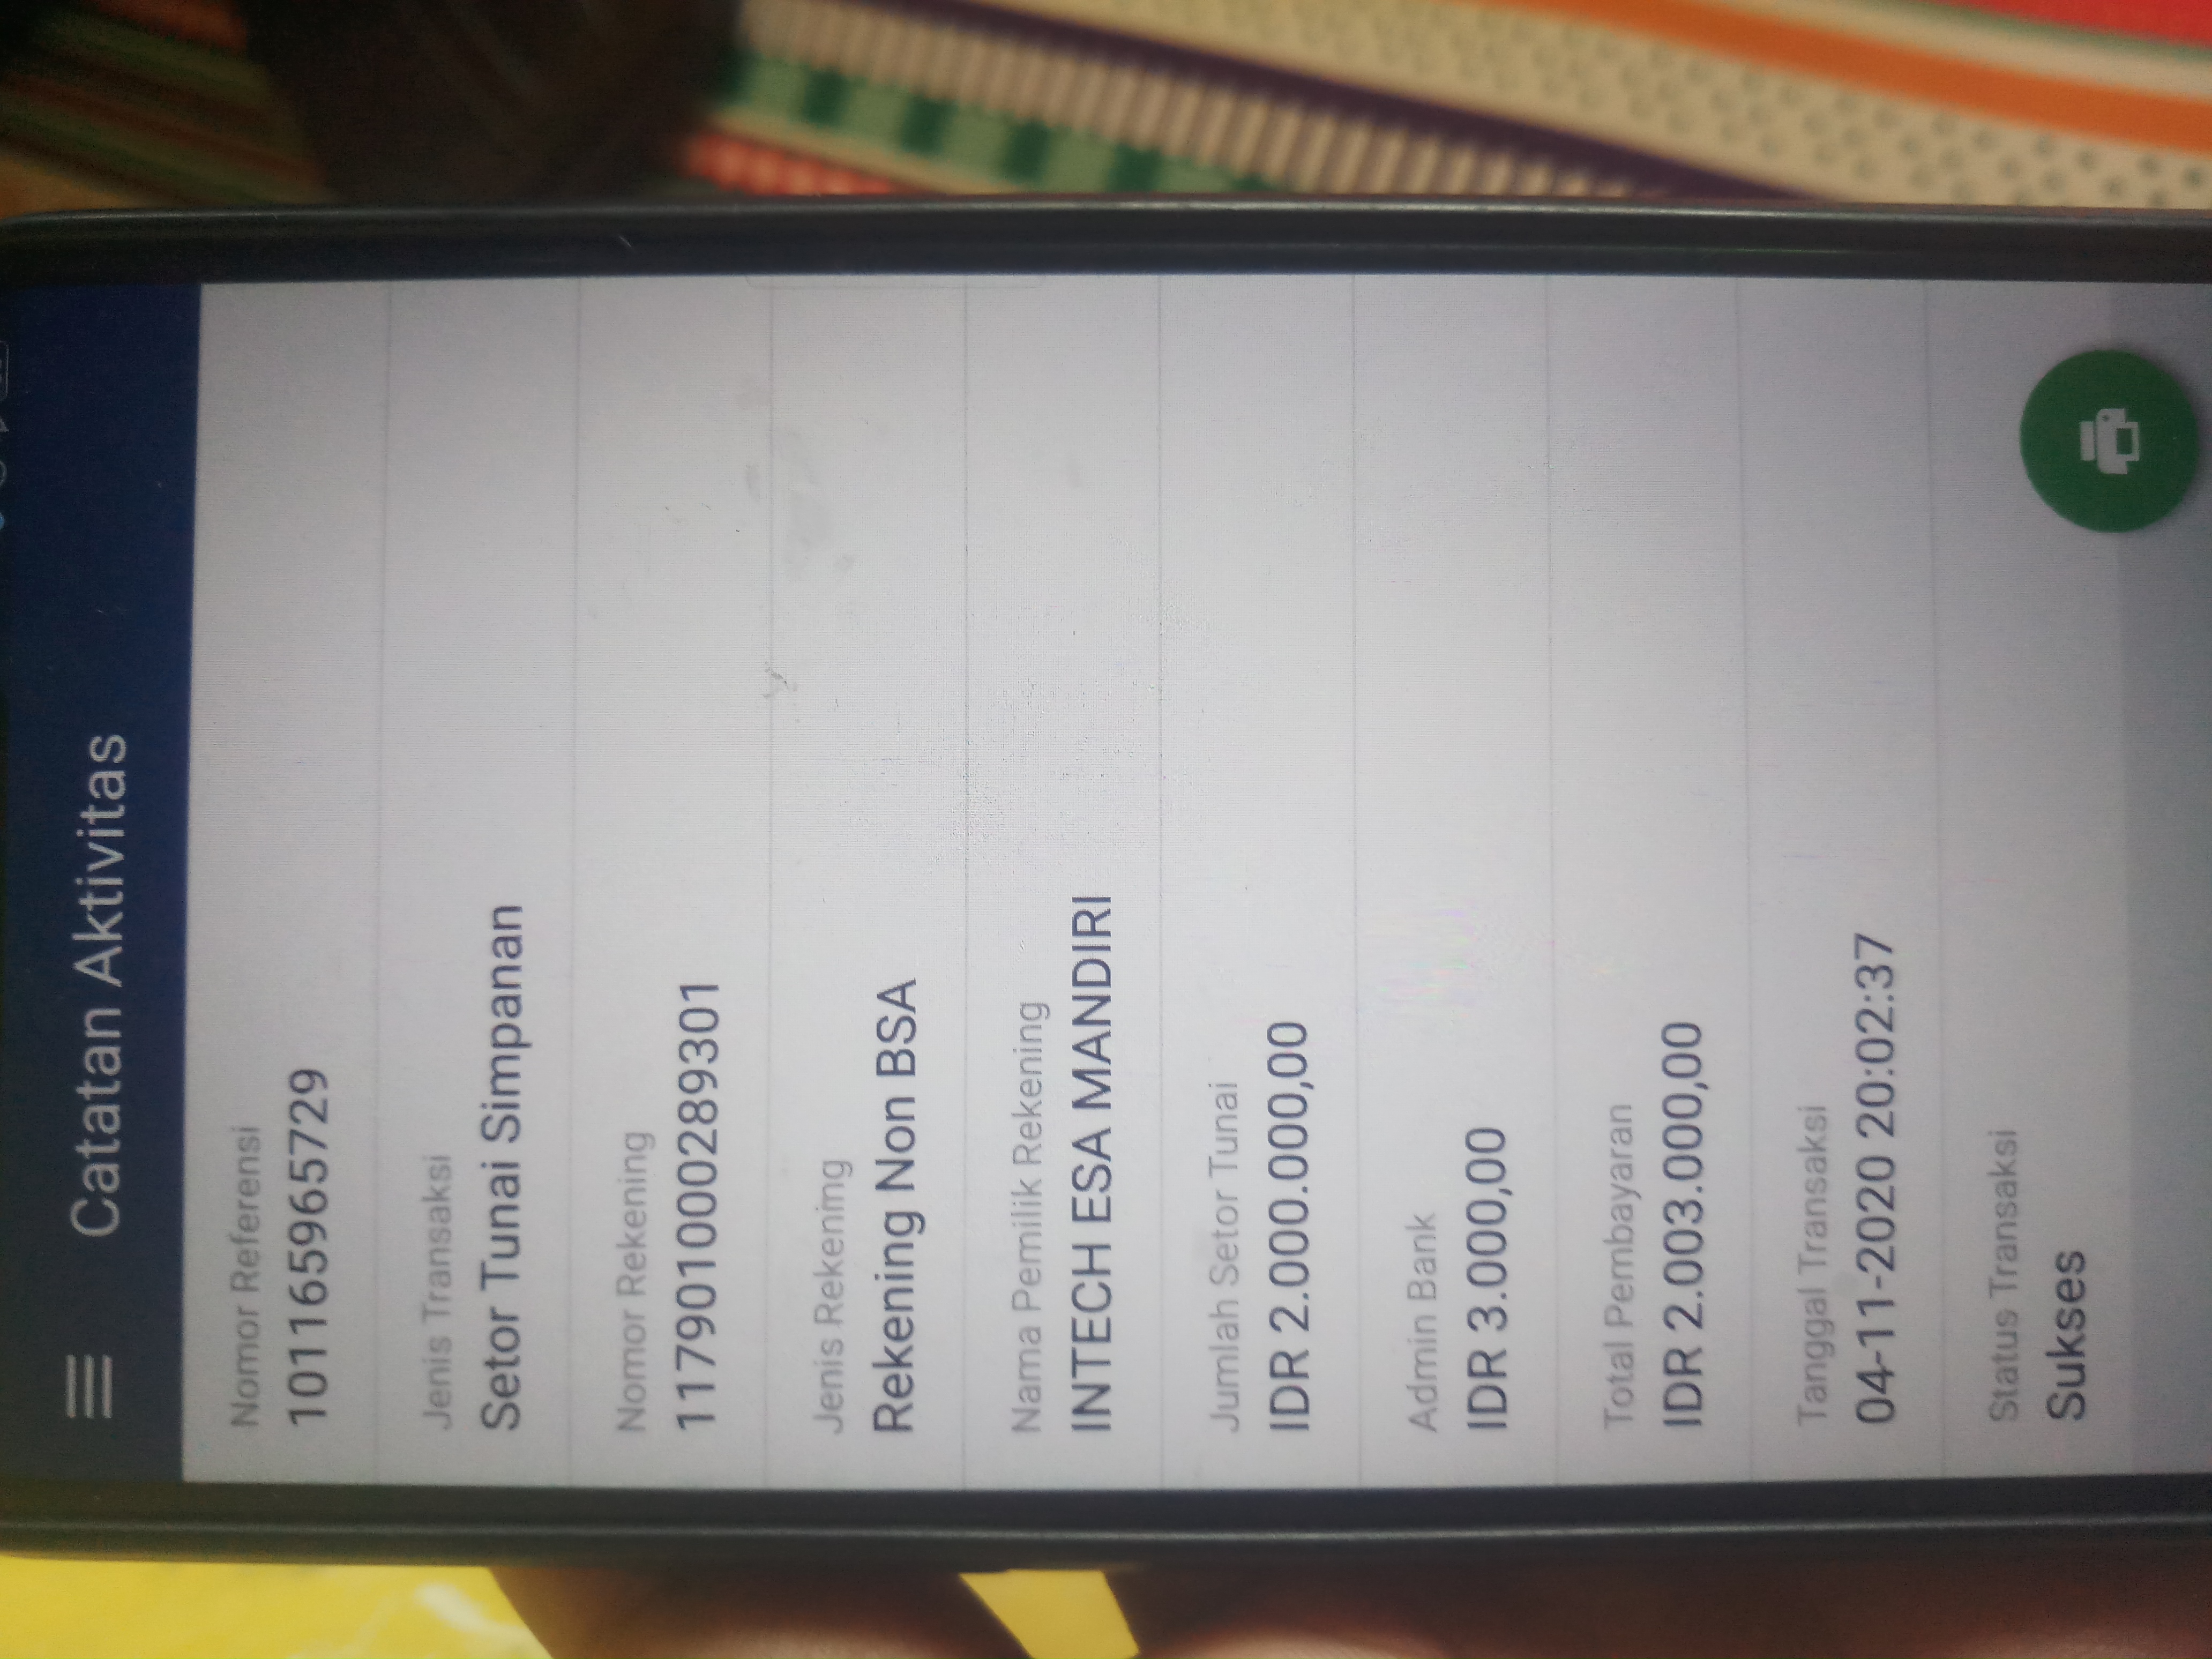 Catatan Aktivitas
Nomor Referensi
101165965729
Jenis Transaksi
Setor Tunai Simpanan
Nomor Rekening
117901000289301
Jenis Rekening
Rekening Non BSA
Nama Pemilik Rekening
INTECH ESA MANDIRI
Jumlah Setor Tunai
IDR 2.000.000,00
Admin Bank
IDR 3.000,00
Total Pembayaran
IDR 2.003.000,00
Tanggal Transaksi
04-11-2020 20:02:37
Status Transaksi
Sukses